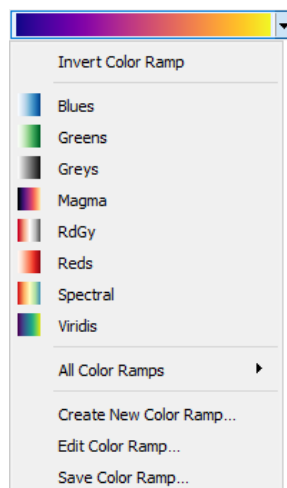 Invert Color Ramp
Blues
Greens
Greys
Magma
RdGy
Reds
Spectral
Viridis
All Color Ramps
Create New Color Ramp...
Edit Color Ramp...
Save Color Ramp...